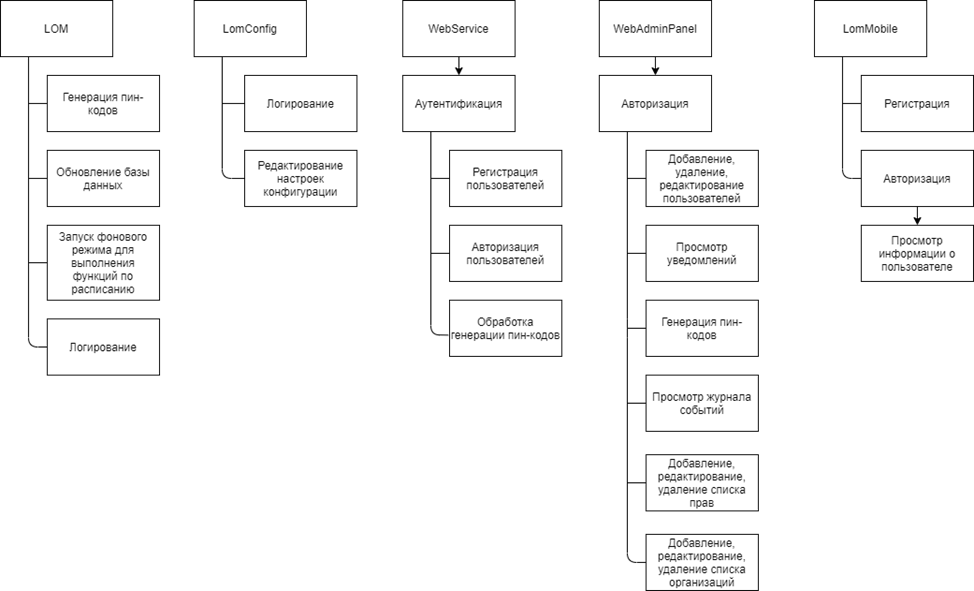 LOM
Генерация пин-
кодов
Обновление базы
данных
Запуск фонового
режима для
выполнения
функций по
расписанию
Логирование
LomConfig
Логирование
Редактирование
настроек
конфигурации
WebService
Аутентификация
Регистрация
пользователей
Авторизация
пользователей
Обработка
генерации пин-кодов
WebAdminPanel
Авторизация
Добавление,
удаление,
редактирование
пользователей
Просмотр
уведомлений
Генерация пин-
кодов
Просмотр журнала
событий
Добавление,
редактирование,
удаление списка
прав
Добавление,
редактирование,
удаление списка
организаций
LomMobile
Регистрация
Авторизация
Просмотр
информации о
пользователе